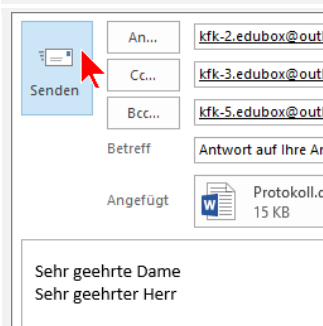 Senden
An...
kfk-2.edubox@outl
Cc...
kfk-3.edubox@outl
Bcc...
kfk-5.edubox@outl
Betreff
Antwort auf Ihre An
Angefügt
Protokoll.d
15 KB
Sehr geehrte Dame
Sehr geehrter Herr